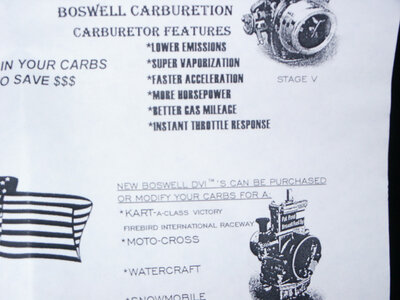 BOSWELL CARBURETION
CARBURETOR FEATURES
*LOWER EMISSIONS
IN YOUR CARBS
*SUPER VAPORIZATION
O SAVE $$$
*FASTER ACCELERATION
STAGE V
*MORE HORSEPOWER
*BETTER GAS MILEAGE
*INSTANT THROTTLE RESPONSE
NEW BOSWELL DVI™'S CAN BE PURCHASED
OR MODIFY YOUR CARBS FOR A:
*KART-A-CLASS VICTORY
FIREBIRD INTERNATIONAL RACEWAY
*MOTO-CROSS
*WATERCRAFT
*SNOWMOBILE